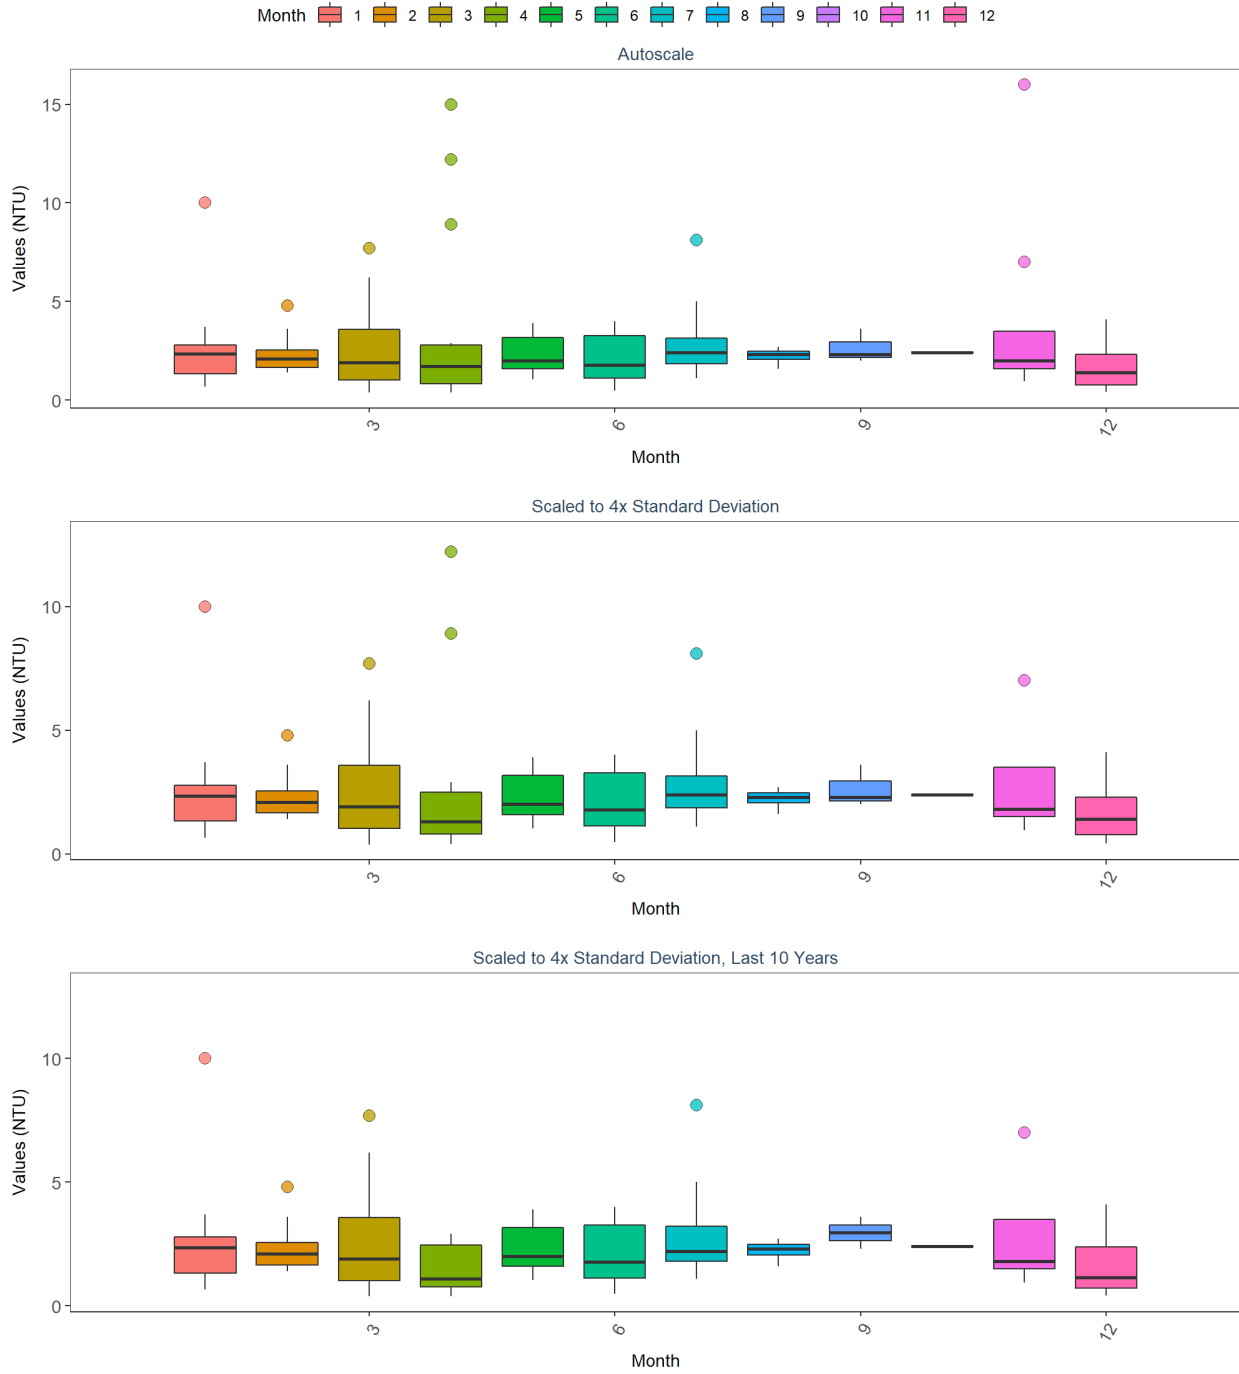 Month 1 2 3 4 5 6 7 8 9 10 11 12
Autoscale
Values (NTU)
15
10
5
0
3 6 9 12
Month
Scaled to 4x Standard Deviation
Values (NTU)
10
5
0
3 6 9 12
Month
Scaled to 4x Standard Deviation, Last 10 Years
Values (NTU)
10
5
0
3 6 9 12
Month